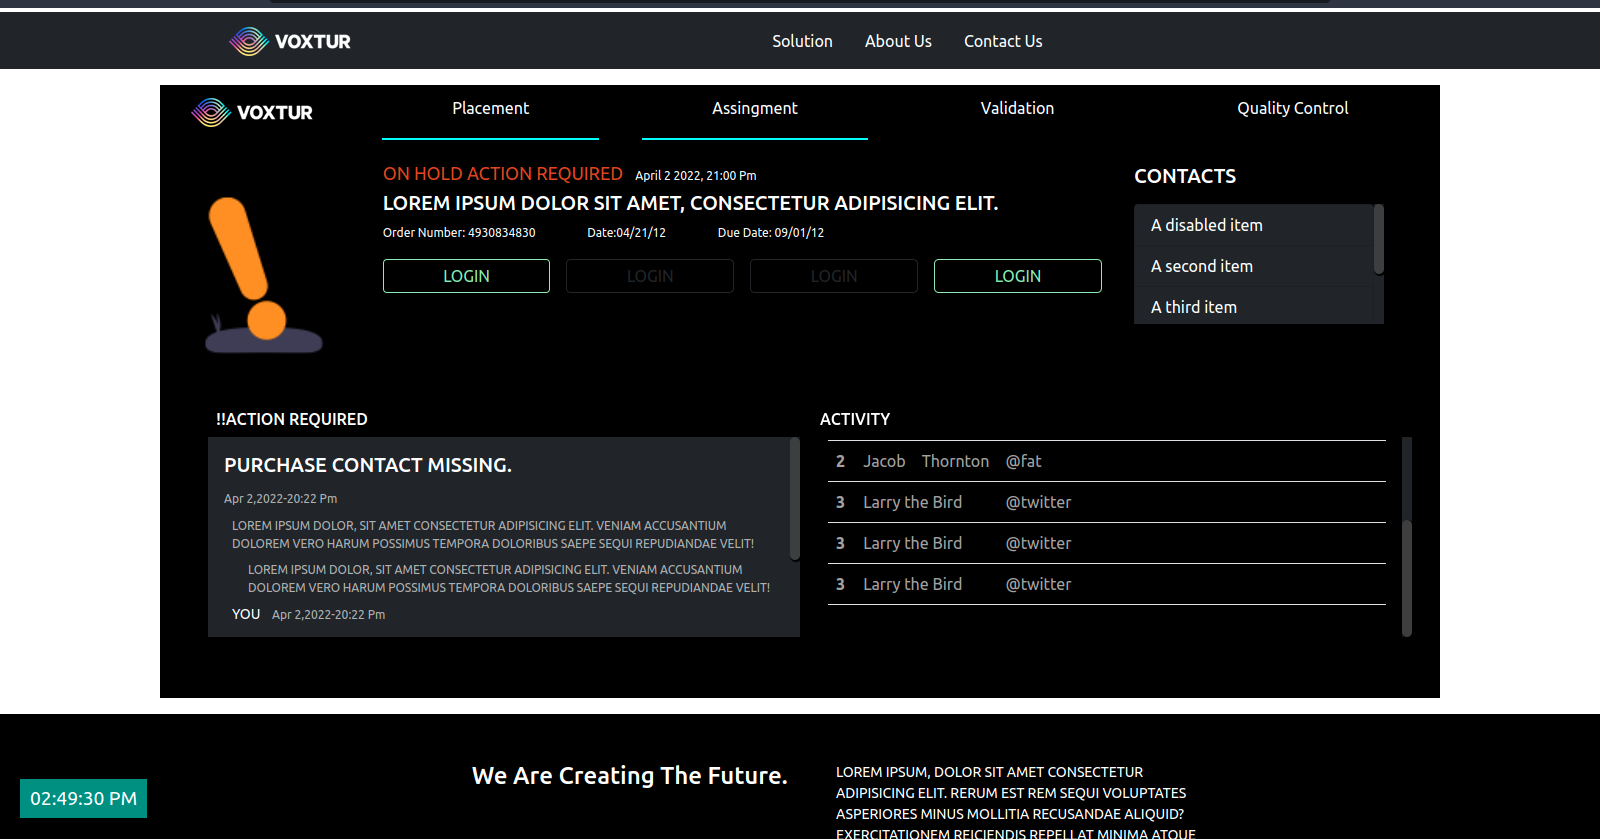 VOXTUR
Solution About Us Contact Us
VOXTUR
Placement Assingment Validation Quality Control
ON HOLD ACTION REQUIRED April 2 2022, 21:00 Pm
LOREM IPSUM DOLOR SIT AMET, CONSECTETUR ADIPISICING ELIT.
Order Number: 4930834830 Date:04/21/12 Due Date: 09/01/12
LOGIN LOGIN LOGIN LOGIN
CONTACTS
A disabled item
A second item
A third item
!!ACTION REQUIRED
PURCHASE CONTACT MISSING.
Apr 2,2022-20:22 Pm
LOREM IPSUM DOLOR, SIT AMET CONSECTETUR ADIPISICING ELIT. VENIAM ACCUSANTIUM
DOLOREM VERO HARUM POSSIMUS TEMPORA DOLORIBUS SAEPE SEQUI REPUDIANDAE VELIT!
LOREM IPSUM DOLOR, SIT AMET CONSECTETUR ADIPISICING ELIT. VENIAM ACCUSANTIUM
DOLOREM VERO HARUM POSSIMUS TEMPORA DOLORIBUS SAEPE SEQUI REPUDIANDAE VELIT!
YOU Apr 2,2022-20:22 Pm
ACTIVITY
2 Jacob Thornton @fat
3 Larry the Bird @twitter
3 Larry the Bird @twitter
3 Larry the Bird @twitter
We Are Creating The Future.
LOREM IPSUM, DOLOR SIT AMET CONSECTETUR
ADIPISICING ELIT. RERUM EST REM SEQUI VOLUPTATES
ASPERIORES MINUS MOLLITIA RECUSANDAE ALIQUID?
EXERCITATIONEM REICIENDIS REPELLAT MINIMA ATQUE
02:49:30 PM